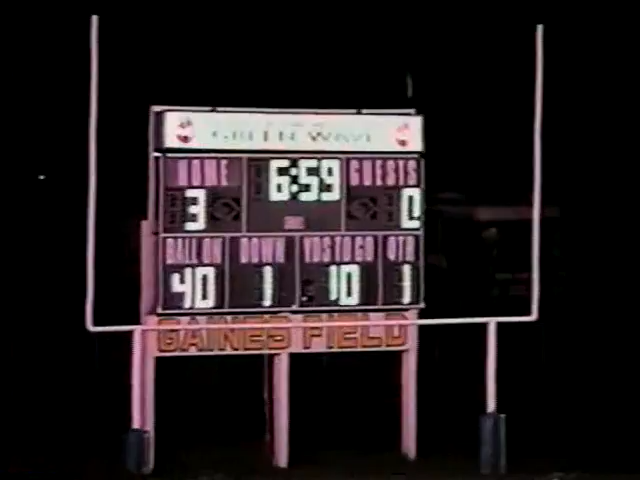 GREEN WAVE
HOME 6:59 GUESTS
3 0
BALL ON DOWN YDS TO GO QTR
40 1 10 1
GAINES FIELD